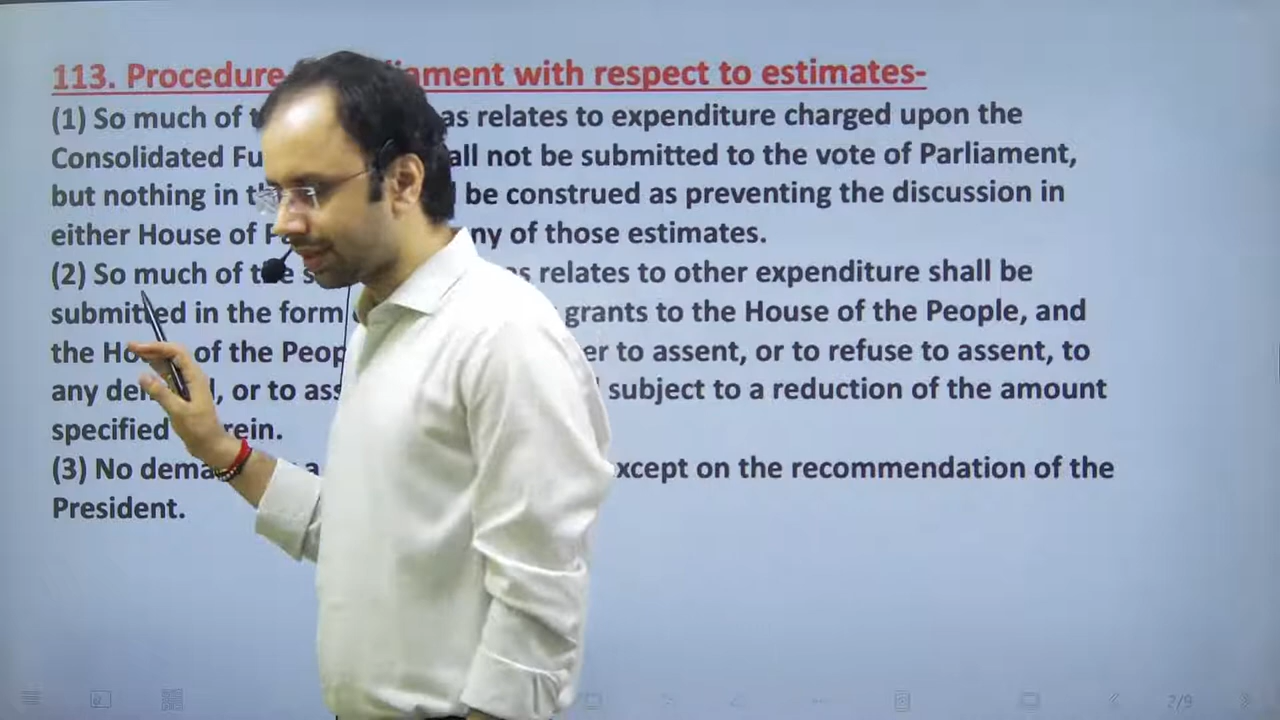 113. Procedure ament with respect to estimates-
(1) So much of as relates to expenditure charged upon the
Consolidated Fu all not be submitted to the vote of Parliament,
but nothing in be construed as preventing the discussion in
either House of ny of those estimates.
(2) So much of the relates to other expenditure shall be
submitted in the form grants to the House of the People, and
the of the Peop er to assent, or to refuse to assent, to
any or to ass subject to a reduction of the amount
specified rein.
(3) No dema a xcept on the recommendation of the
President.
2/9